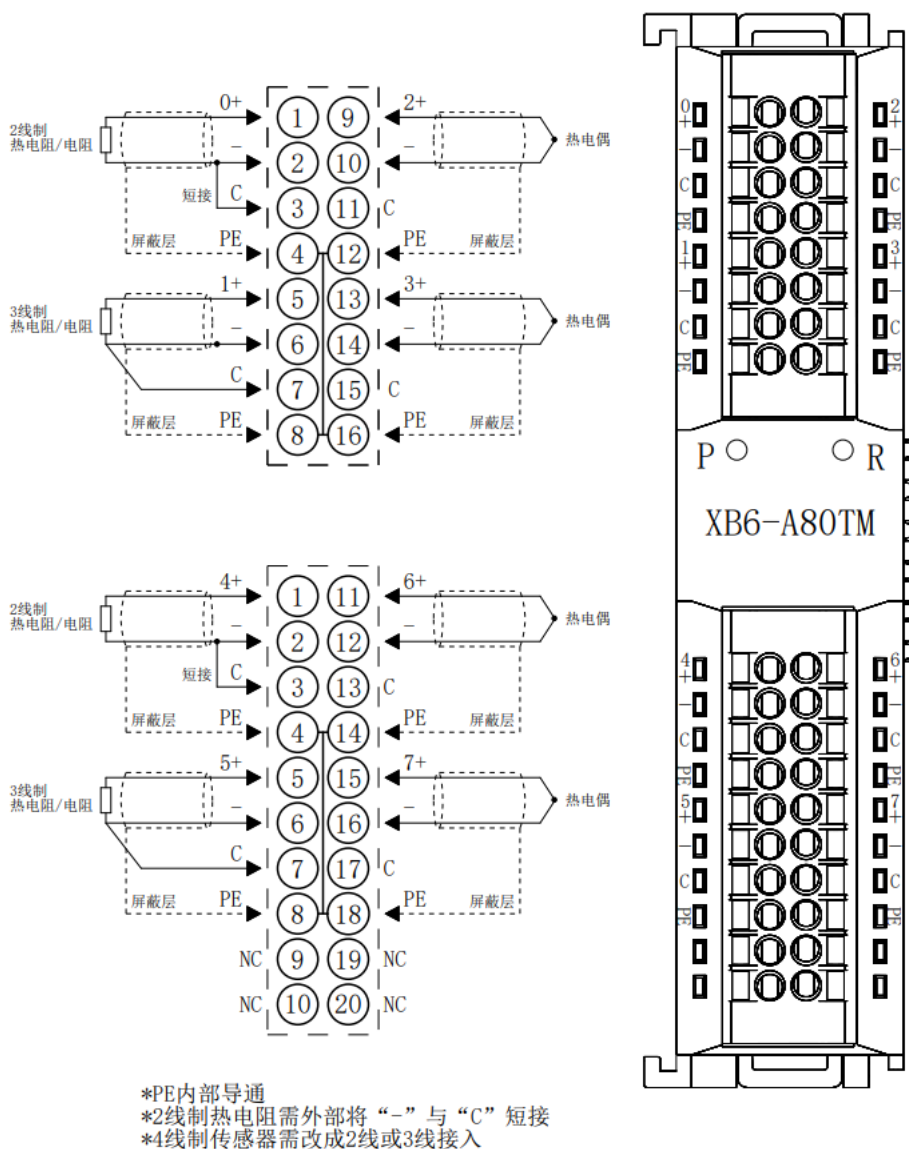 0+ 1 9 2+
2线制
热电阻/电阻
- 2 10 -
热电偶
短接 C 3 11 C
屏蔽层 PE 4 12 PE 屏蔽层
1+ 5 13 3+
3线制
热电阻/电阻
- 6 14 -
热电偶
C 7 15 C
屏蔽层 PE 8 16 PE 屏蔽层
4+ 1 11 6+
2线制
热电阻/电阻
- 2 12 -
热电偶
短接 C 3 13 C
屏蔽层 PE 4 14 PE 屏蔽层
5+ 5 15 7+
3线制
热电阻/电阻
- 6 16 -
热电偶
C 7 17 C
屏蔽层 PE 8 18 PE 屏蔽层
NC 9 19 NC
NC 10 20 NC
*PE内部导通
*2线制热电阻需外部将“-”与“C”短接
*4线制传感器需改成2线或3线接入
0+ 2+
- -
C C
PE PE
1+ 3+
- -
C C
PE PE
P R
XB6-A80TM
4+ 6+
- -
C C
PE PE
5+ 7+
- -
C C
PE PE